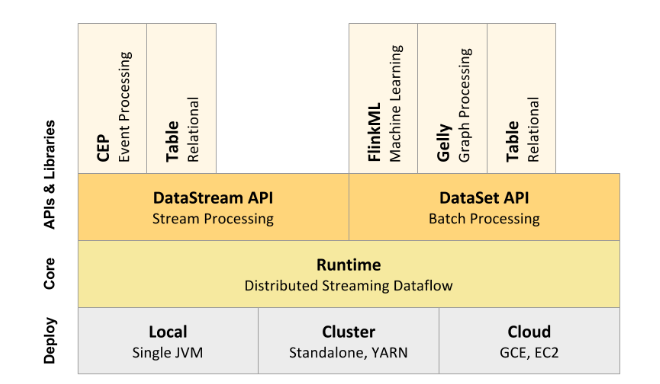 CEP
Event Processing
Table
Relational
FlinkML
Machine Learning
Gelly
Graph Processing
Table
Relational
APIs & Libraries
DataStream API
Stream Processing
DataSet API
Batch Processing
Core
Runtime
Distributed Streaming Dataflow
Deploy
Local
Single JVM
Cluster
Standalone, YARN
Cloud
GCE, EC2